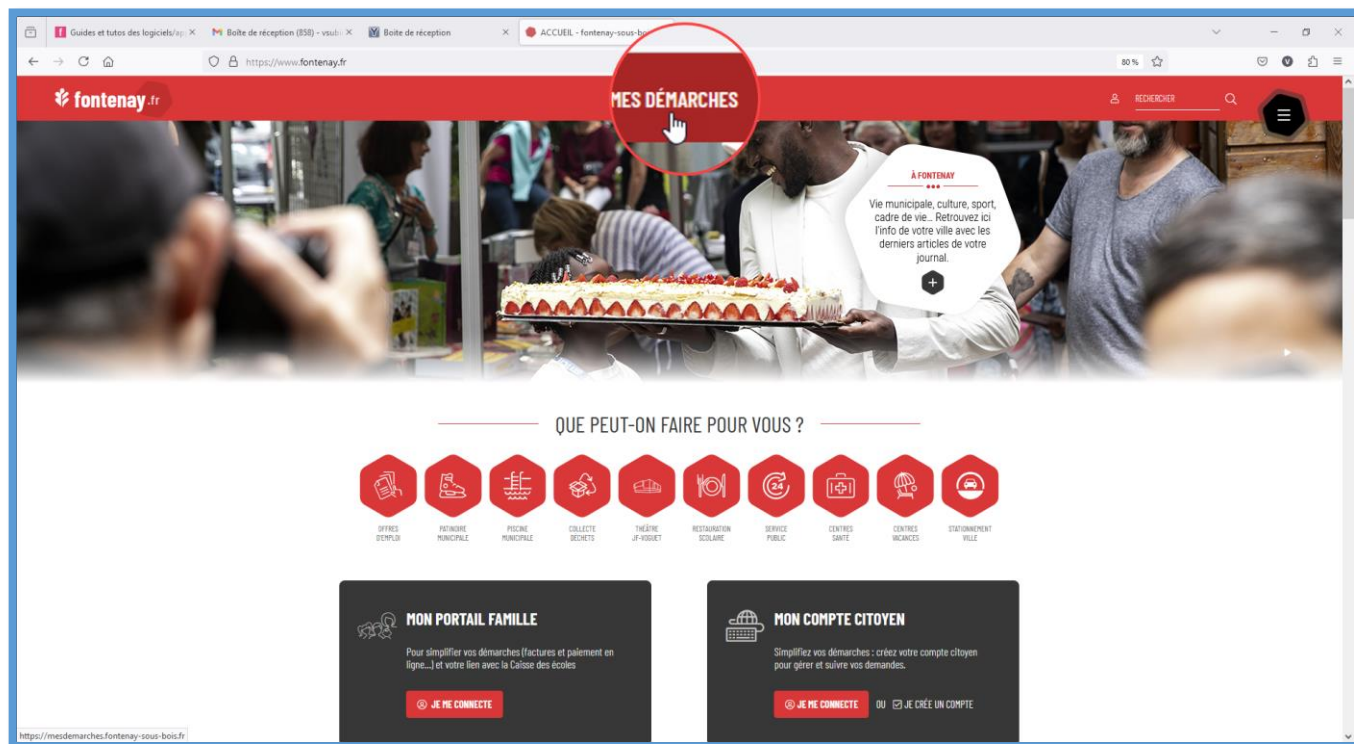 Guides et tutos des logiciels/ap
Boîte de réception (858) - vsub
Boite de réception
ACCUEIL - fontenay-sous-bo
https://www.fontenay.fr
80 %
fontenay.fr
MES DÉMARCHES
RECHERCHER
À FONTENAY
Vie municipale, culture, sport,
cadre de vie… Retrouvez ici
l'info de votre ville avec les
derniers articles de votre
journal.
QUE PEUT-ON FAIRE POUR VOUS ?
24
OFFRES
D'EMPLOI
PATINOIRE
MUNICIPALE
PISCINE
MUNICIPALE
COLLECTE
DÉCHETS
THÉÂTRE
JF-VOGUET
RESTAURATION
SCOLAIRE
SERVICE
PUBLIC
CENTRES
SANTÉ
CENTRES
VACANCES
STATIONNEMENT
VILLE
MON PORTAIL FAMILLE
Pour simplifier vos démarches (factures et paiement en
ligne...) et votre lien avec la Caisse des écoles
JE ME CONNECTE
MON COMPTE CITOYEN
Simplifiez vos démarches : créez votre compte citoyen
pour gérer et suivre vos demandes.
JE ME CONNECTE OU JE CRÉE UN COMPTE
https://mesdemarches.fontenay-sous-bois.fr